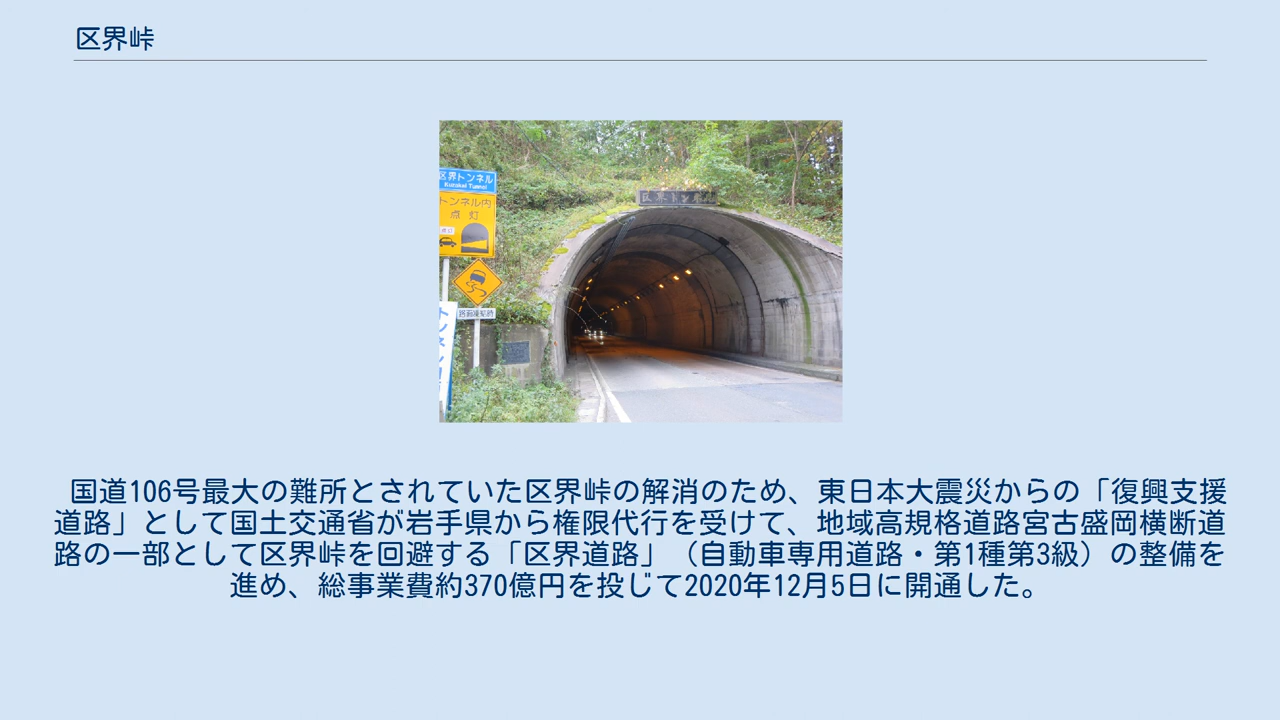 区界峠
区界トンネル
Kuzakai Tunnel
トンネル内
点灯
区界トンネル
国道106号最大の難所とされていた区界峠の解消のため、東日本大震災からの「復興支援
道路」として国土交通省が岩手県から権限代行を受けて、地域高規格道路宮古盛岡横断道
路の一部として区界峠を回避する「区界道路」（自動車専用道路・第1種第3級）の整備を
進め、総事業費約370億円を投じて2020年12月5日に開通した。